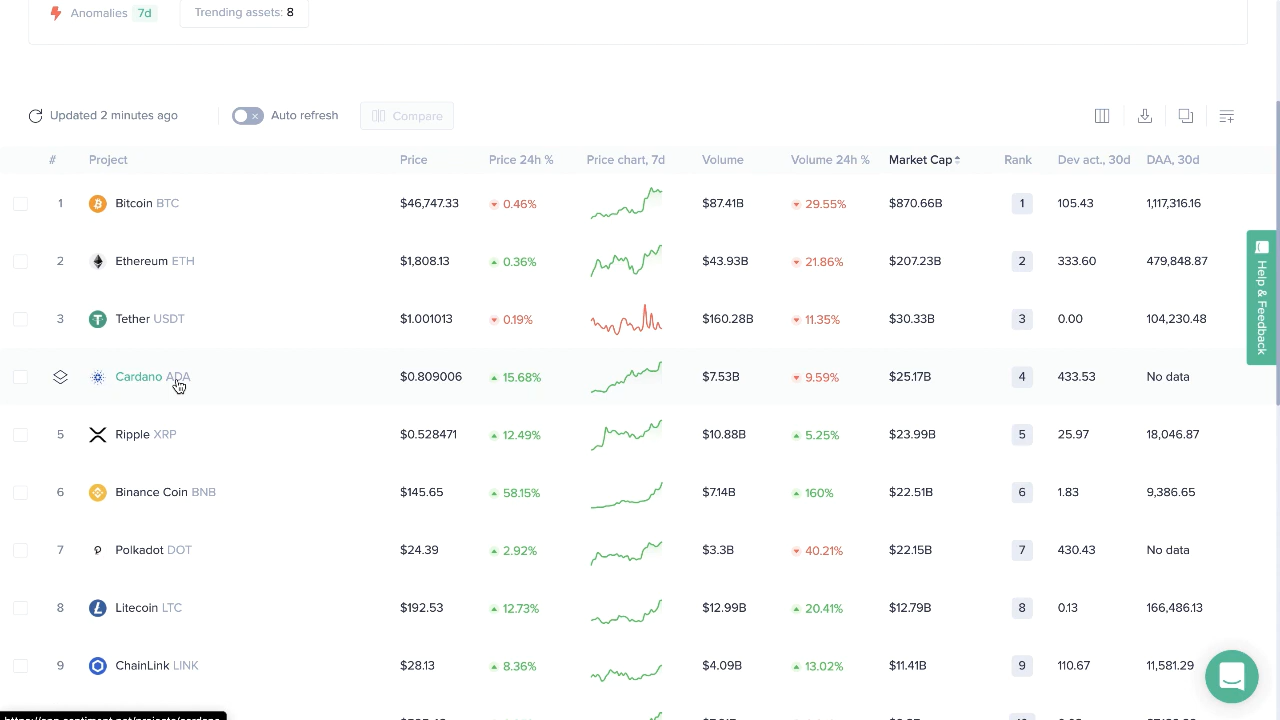 Anomalies 7d Trending assets: 8
Updated 2 minutes ago Auto refresh Compare
# Project Price Price 24h % Price chart, 7d Volume Volume 24h % Market Cap Rank Dev act., 30d DAA, 30d
1 Bitcoin BTC $46,747.33 0.46% $87.41B 29.55% $870.66B 1 105.43 1,117,316.16
2 Ethereum ETH $1,808.13 0.36% $43.93B 21.86% $207.23B 2 333.60 479,848.87
3 Tether USDT $1.001013 0.19% $160.28B 11.35% $30.33B 3 0.00 104,230.48
Cardano ADA $0.809006 15.68% $7.53B 9.59% $25.17B 4 433.53 No data
5 Ripple XRP $0.528471 12.49% $10.88B 5.25% $23.99B 5 25.97 18,046.87
6 Binance Coin BNB $145.65 58.15% $7.14B 160% $22.51B 6 1.83 9,386.65
7 Polkadot DOT $24.39 2.92% $3.3B 40.21% $22.15B 7 430.43 No data
8 Litecoin LTC $192.53 12.73% $12.99B 20.41% $12.79B 8 0.13 166,486.13
9 ChainLink LINK $28.13 8.36% $4.09B 13.02% $11.41B 9 110.67 11,581.29
Help & Feedback